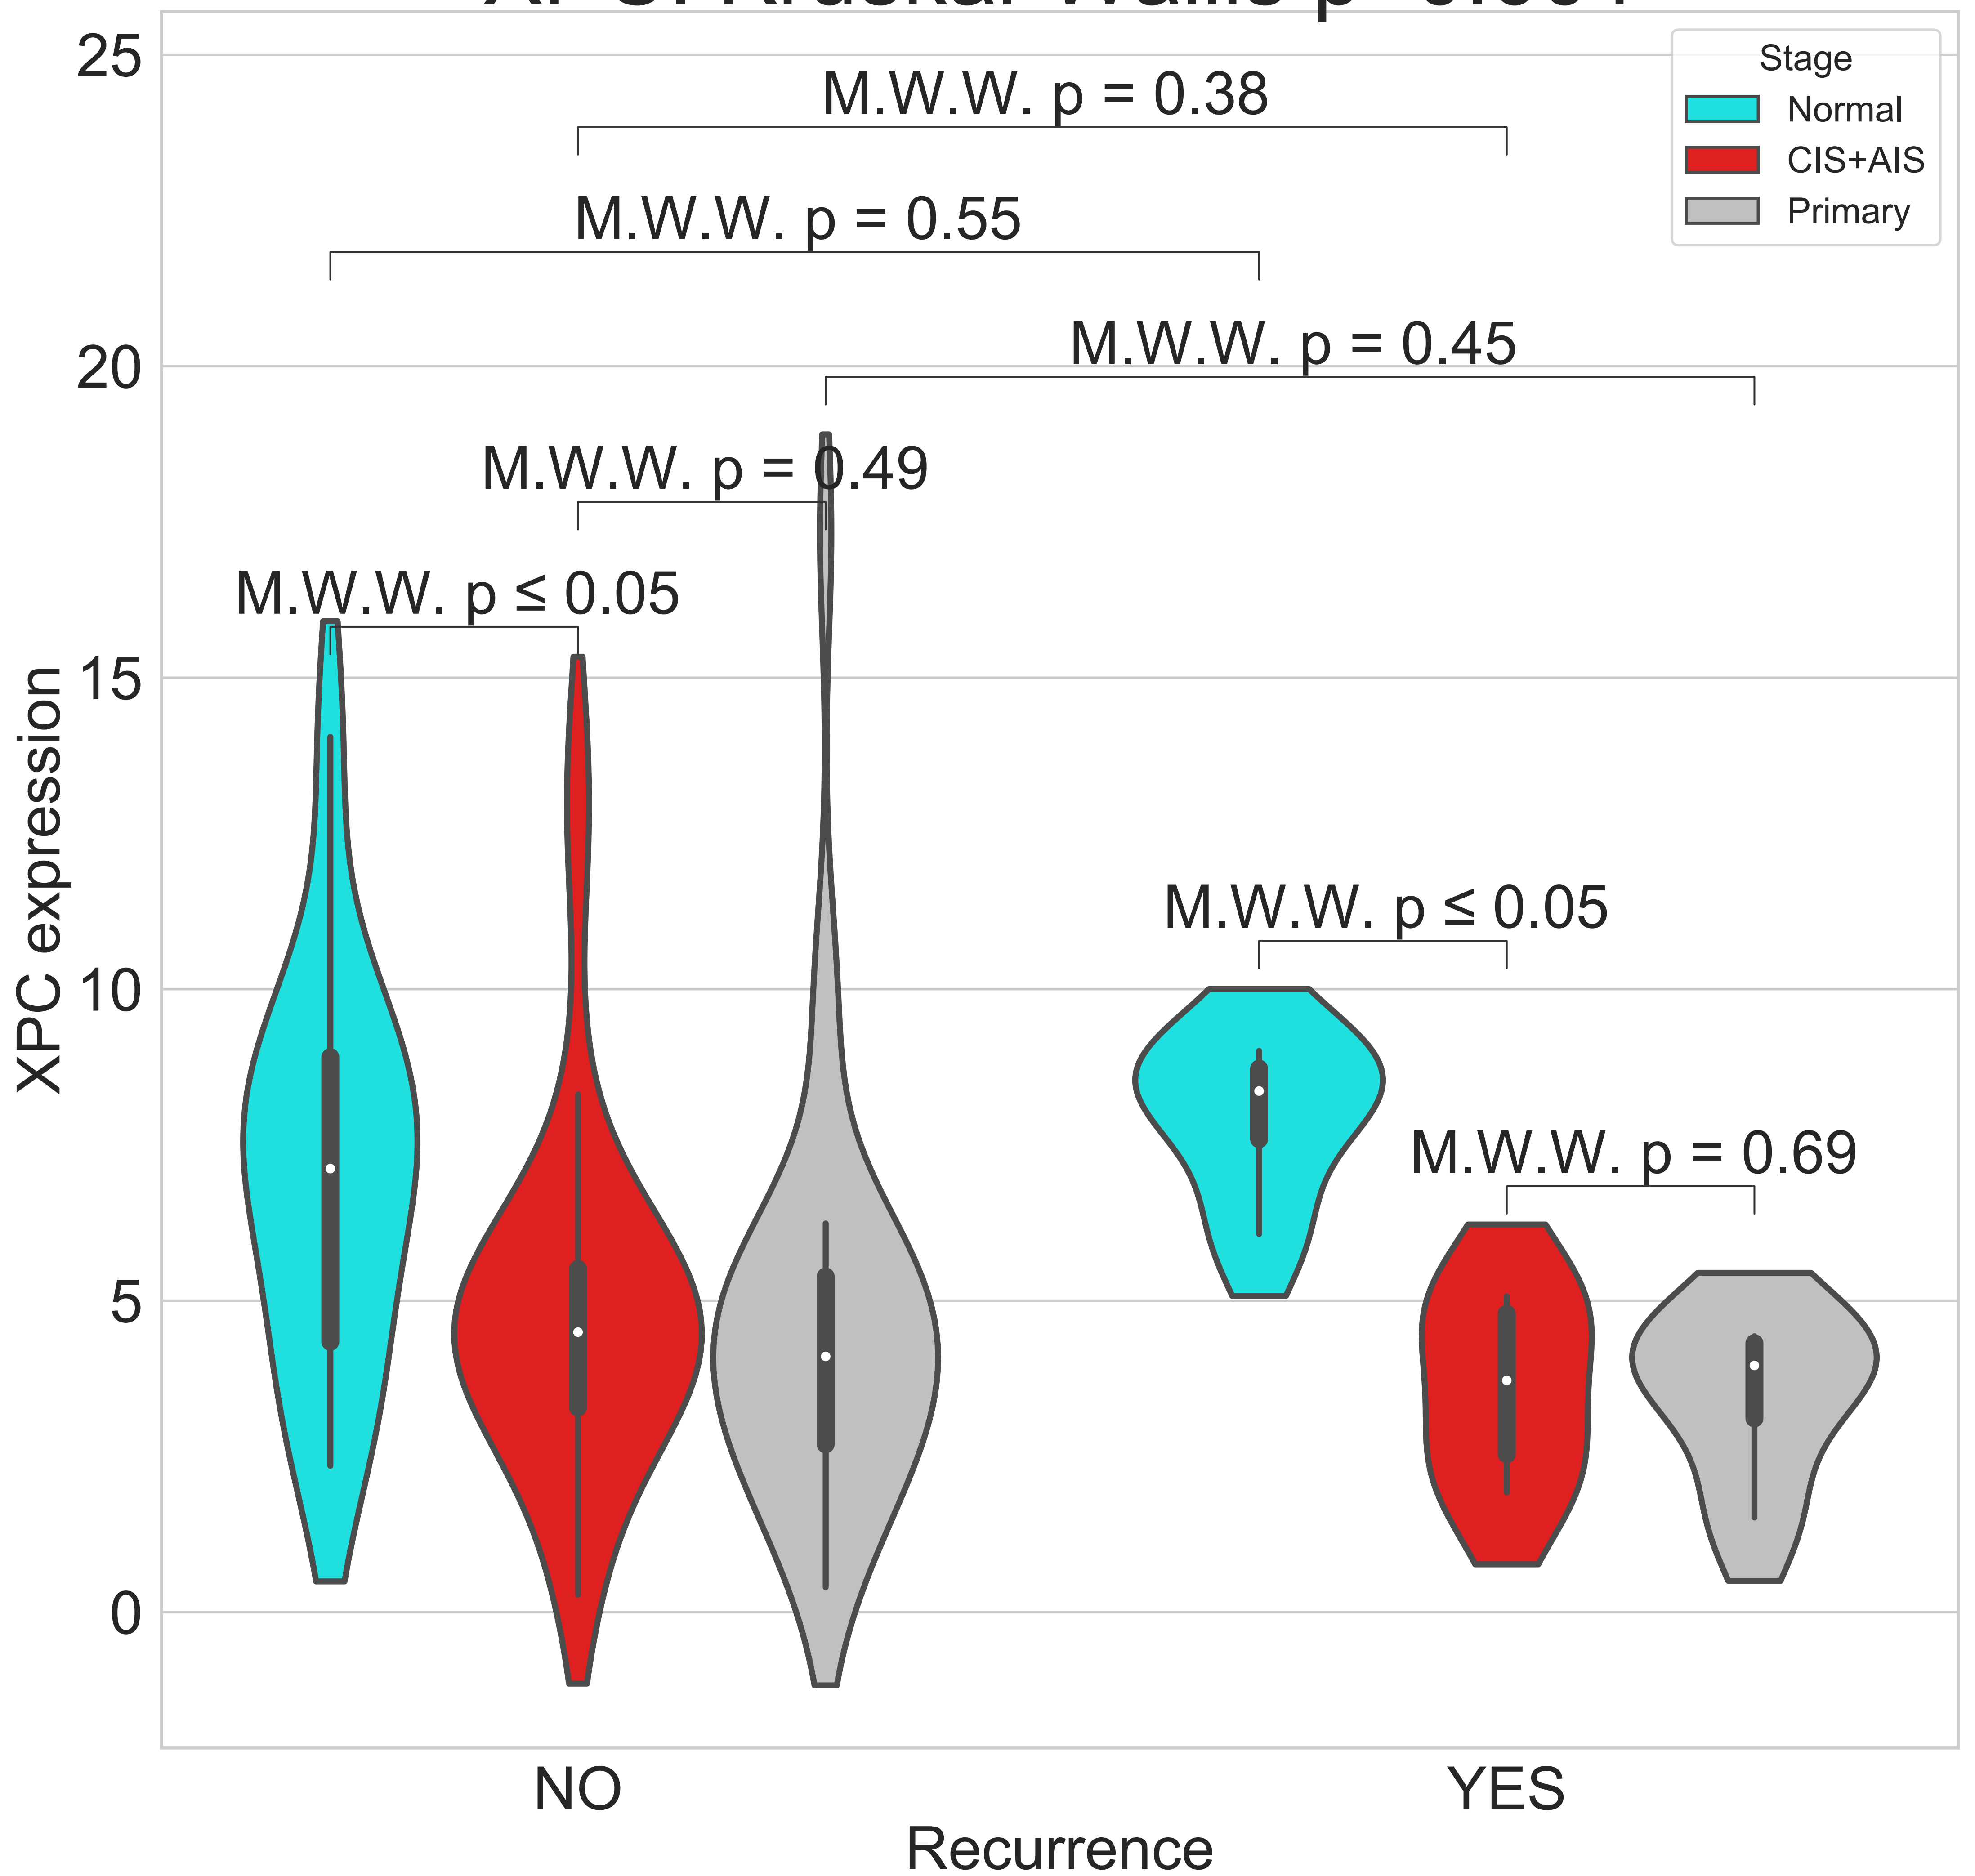 25
20
15
10
5
0
XPC expression
M.W.W. p = 0.38
M.W.W. p = 0.55
M.W.W. p = 0.45
M.W.W. p = 0.49
M.W.W. p ≤ 0.05
M.W.W. p ≤ 0.05
M.W.W. p = 0.69
Stage
Normal
CIS+AIS
Primary
NO
YES
Recurrence